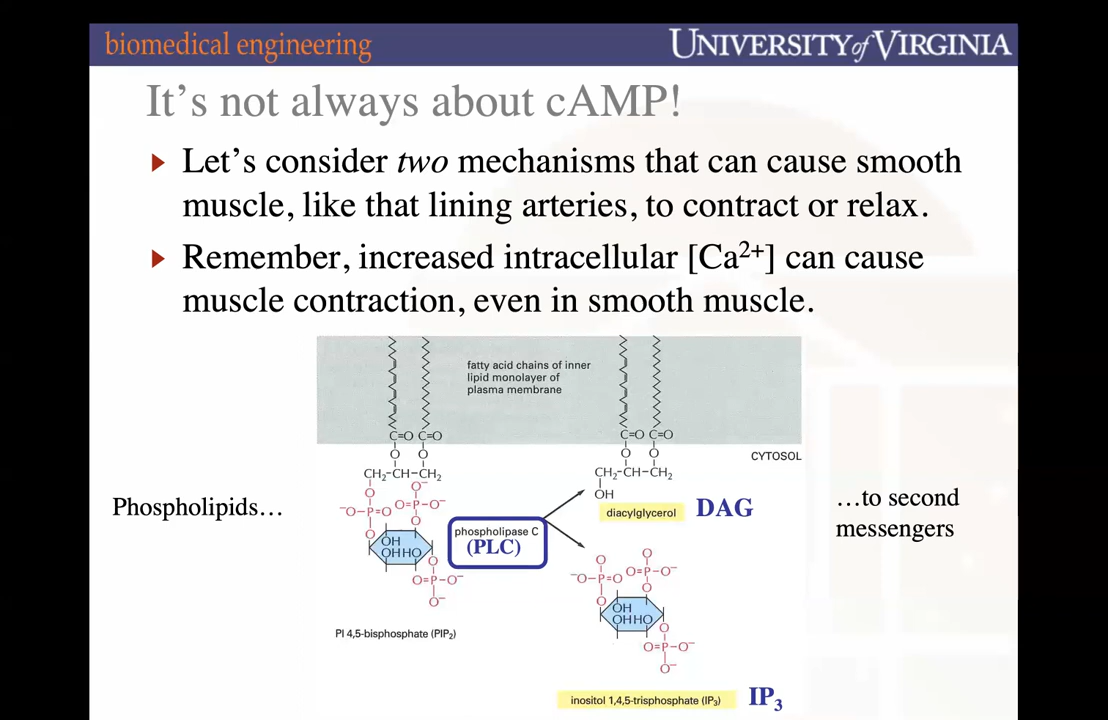 biomedical engineering
UNIVERSITY of VIRGINIA
It's not always about cAMP!
Let's consider two mechanisms that can cause smooth
muscle, like that lining arteries, to contract or relax.
Remember, increased intracellular [Ca²⁺] can cause
muscle contraction, even in smooth muscle.
fatty acid chains of inner
lipid monolayer of
plasma membrane
C=O C=O
C=O C=O
O O
O O
CYTOSOL
CH₂-CH-CH₂
CH₂-CH-CH₂
O O⁻
OH
⁻O-P=O O=P-O⁻
O O
diacylglycerol
DAG
Phospholipids…
…to second
messengers
phospholipase C
(PLC)
OH
OHHO
O
O=P-O⁻
O⁻
O O
⁻O-P=O O=P-O⁻
O O
OH
OHHO
O
O=P-O⁻
O⁻
PI 4,5-bisphosphate (PIP₂)
inositol 1,4,5-trisphosphate (IP₃)
IP₃